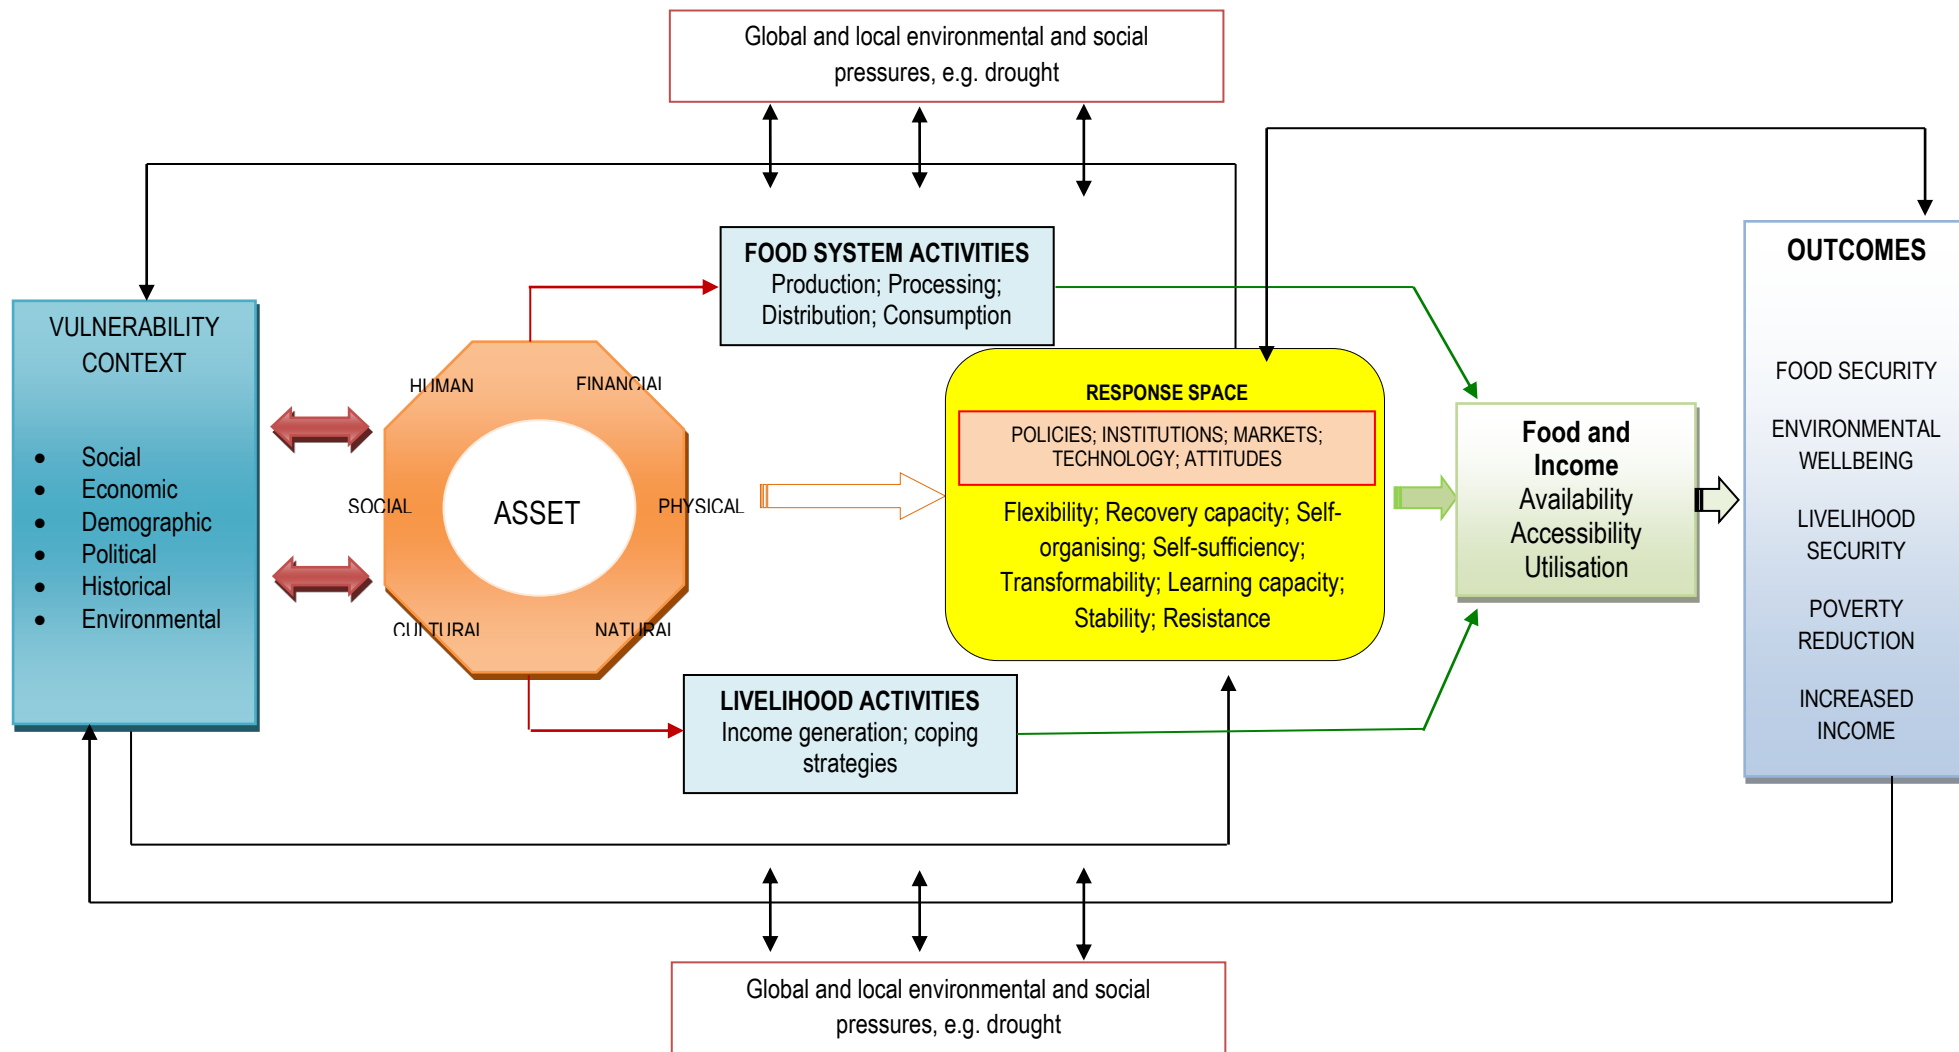 Global and local environmental and social
pressures, e.g. drought
FOOD SYSTEM ACTIVITIES
Production; Processing;
Distribution; Consumption
OUTCOMES
FOOD SECURITY
ENVIRONMENTAL
WELLBEING
LIVELIHOOD
SECURITY
POVERTY
REDUCTION
INCREASED
INCOME
VULNERABILITY
CONTEXT
• Social
• Economic
• Demographic
• Political
• Historical
• Environmental
HUMAN
FINANCIAL
SOCIAL
ASSET
PHYSICAL
CULTURAL
NATURAL
RESPONSE SPACE
POLICIES; INSTITUTIONS; MARKETS;
TECHNOLOGY; ATTITUDES
Flexibility; Recovery capacity; Self-
organising; Self-sufficiency;
Transformability; Learning capacity;
Stability; Resistance
Food and
Income
Availability
Accessibility
Utilisation
LIVELIHOOD ACTIVITIES
Income generation; coping
strategies
Global and local environmental and social
pressures, e.g. drought